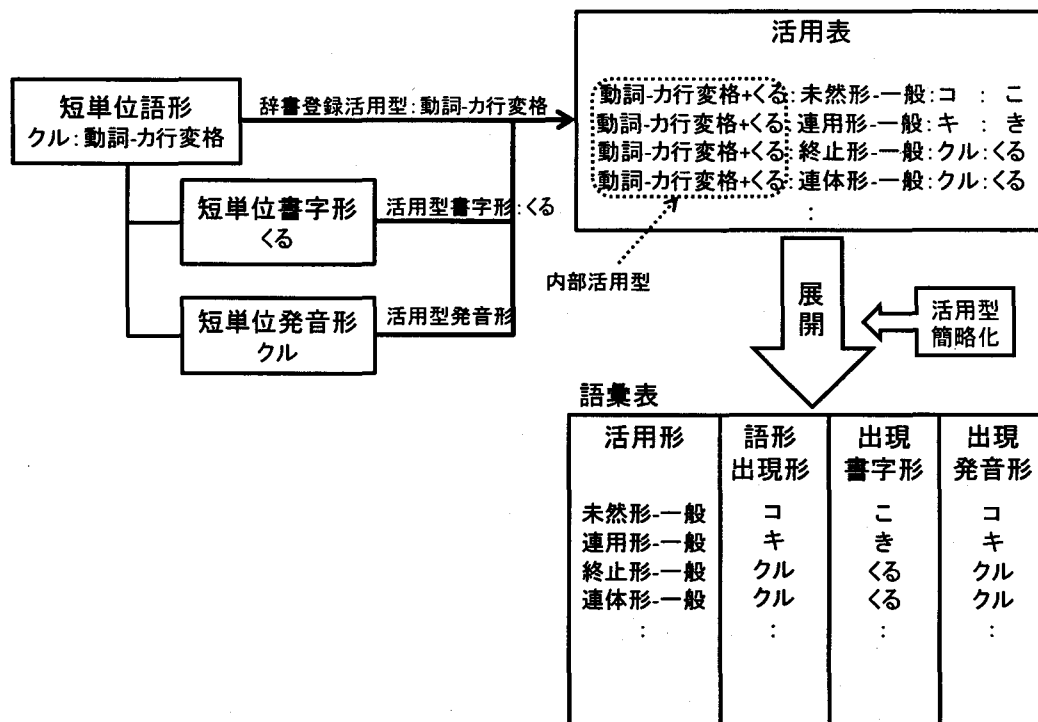 活用表
動詞-カ行変格+くる:未然形-一般:コ : こ
動詞-カ行変格+くる:連用形-一般:キ : き
動詞-カ行変格+くる:終止形-一般:クル:くる
動詞-カ行変格+くる:連体形-一般:クル:くる
:
短単位語形
クル:動詞-カ行変格
辞書登録活用型:動詞-カ行変格
短単位書字形
くる
活用型書字形:くる
短単位発音形
クル
活用型発音形
内部活用型
展
開
活用型
簡略化
語彙表
活用形 語形 出現 出現
出現形 書字形 発音形
未然形-一般 コ こ コ
連用形-一般 キ き キ
終止形-一般 クル くる クル
連体形-一般 クル くる クル
: : : :